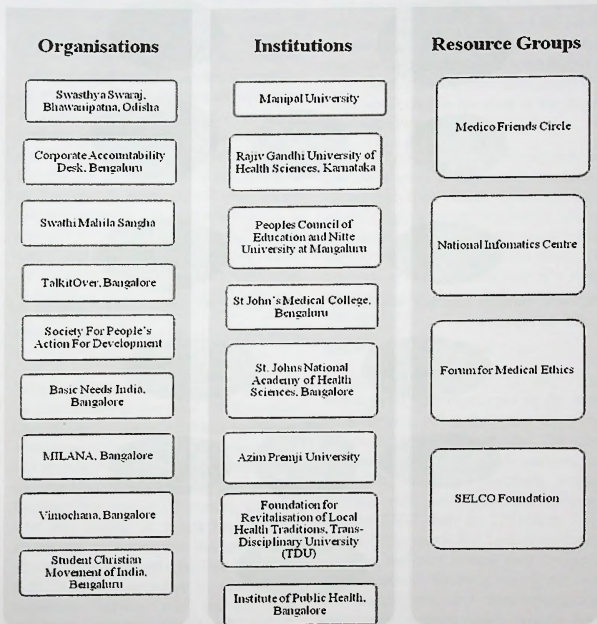 Organisations
Swasthya Swaraj,
Bhawanipatna, Odisha
Corporate Accountability
Desk, Bengaluru
Swathi Mahila Sangha
TalkitOver, Bangalore
Society For People's
Action For Development
Basic Needs India,
Bangalore
MILANA, Bangalore
Vimochana, Bangalore
Student Christian
Movement of India,
Bengaluru
Institutions
Manipal University
Rajiv Gandhi University of
Health Sciences, Karnataka
Peoples Council of
Education and Nitte
University at Mangaluru
St John's Medical College,
Bengaluru
St. Johns National
Academy of Health
Sciences, Bangalore
Azim Premji University
Foundation for
Revitalisation of Local
Health Traditions, Trans-
Disciplinary University
(TDU)
Institute of Public Health,
Bangalore
Resource Groups
Medico Friends Circle
National Infomatics Centre
Forum for Medical Ethics
SELCO Foundation